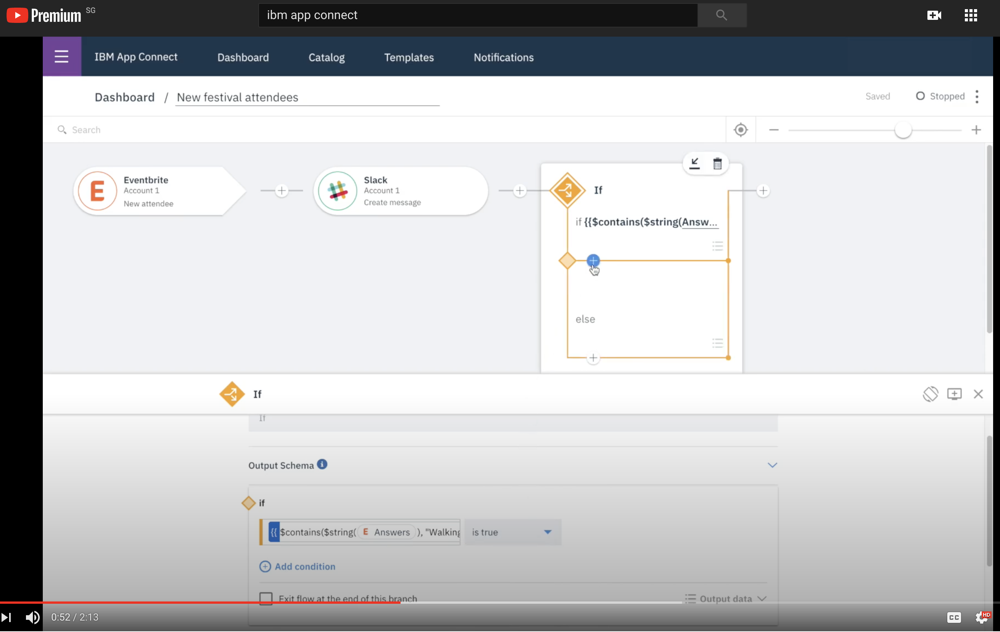 Premium SG
ibm app connect
IBM App Connect Dashboard Catalog Templates Notifications
Dashboard / New festival attendees
Saved Stopped
Search
Eventbrite
Account 1
New attendee
Slack
Account 1
Create message
If
if {{$contains($string(Answ...
else
If
If
Output Schema
if
{{ $contains($string( E Answers ), "Walking
is true
Add condition
Exit flow at the end of this branch
Output data
0:52 / 2:13
CC
HD